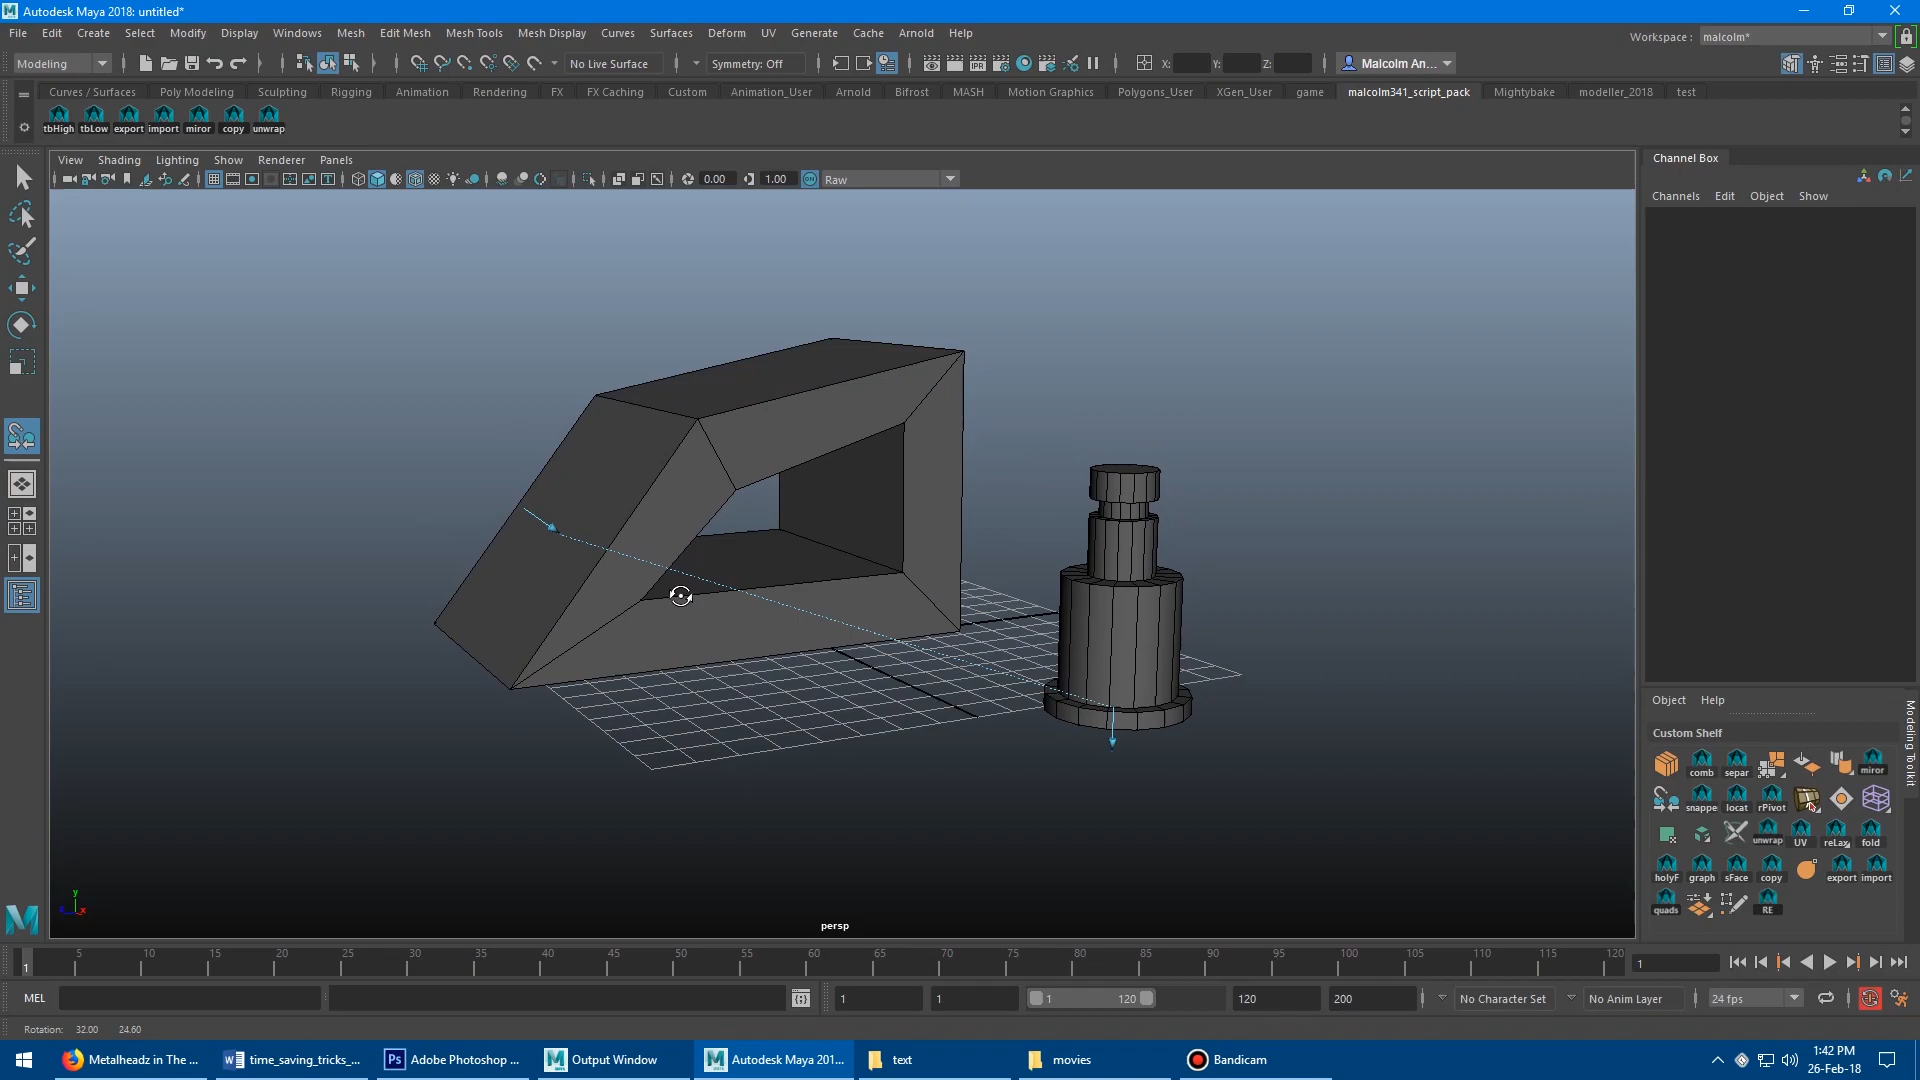 Autodesk Maya 2018: untitled*
File Edit Create Select Modify Display Windows Mesh Edit Mesh Mesh Tools Mesh Display Curves Surfaces Deform UV Generate Cache Arnold Help
Workspace : malcolm*
Modeling No Live Surface Symmetry: Off X: Y: Z: Malcolm An...
Curves / Surfaces Poly Modeling Sculpting Rigging Animation Rendering FX FX Caching Custom Animation_User Arnold Bifrost MASH Motion Graphics Polygons_User XGen_User game malcolm341_script_pack Mightybake modeller_2018 test
tbHigh tbLow export import miror copy unwrap
View Shading Lighting Show Renderer Panels
0.00 1.00 ON Raw
Channel Box
Channels Edit Object Show
Object Help
Modeling Toolkit
Custom Shelf
comb separ miror
snappe locat rPivot
unwrap UV reLax fold
holyF graph sFace copy export import
quads RE
y
z x
persp
1 5 10 15 20 25 30 35 40 45 50 55 60 65 70 75 80 85 90 95 100 105 110 115 120 1
MEL 1 1 1 120 120 200 No Character Set No Anim Layer 24 fps
Rotation: 32.00 24.60
Metalheadz in The ... time_saving_tricks_... Adobe Photoshop ... Output Window Autodesk Maya 201... text movies Bandicam
1:42 PM
26-Feb-18